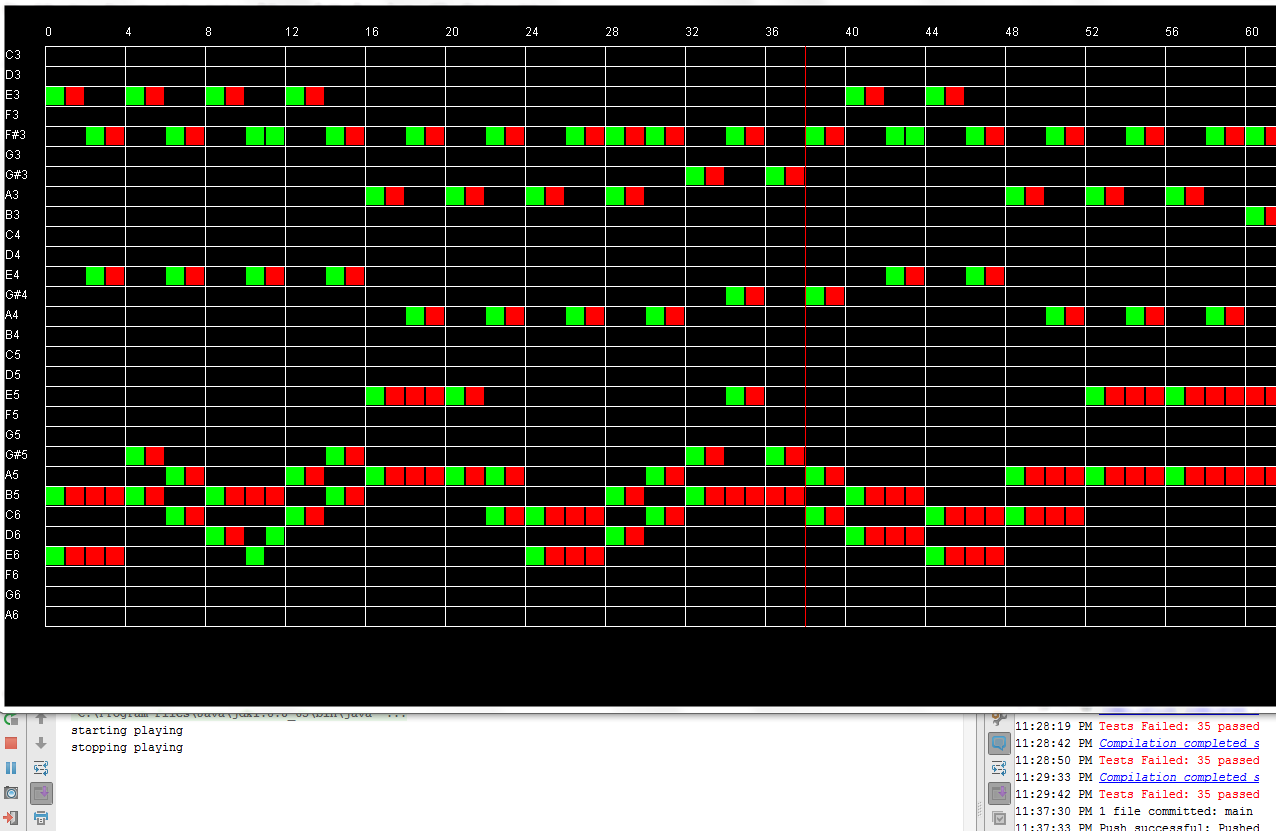 0 4 8 12 16 20 24 28 32 36 40 44 48 52 56 60
C3
D3
E3
F3
F#3
G3
G#3
A3
B3
C4
D4
E4
G#4
A4
B4
C5
D5
E5
F5
G5
G#5
A5
B5
C6
D6
E6
F6
G6
A6
starting playing
stopping playing
11:28:19 PM Tests Failed: 35 passed
11:28:42 PM Compilation completed s
11:28:50 PM Tests Failed: 35 passed
11:29:33 PM Compilation completed s
11:29:42 PM Tests Failed: 35 passed
11:37:30 PM 1 file committed: main
11:37:33 PM Push successful: Pushed